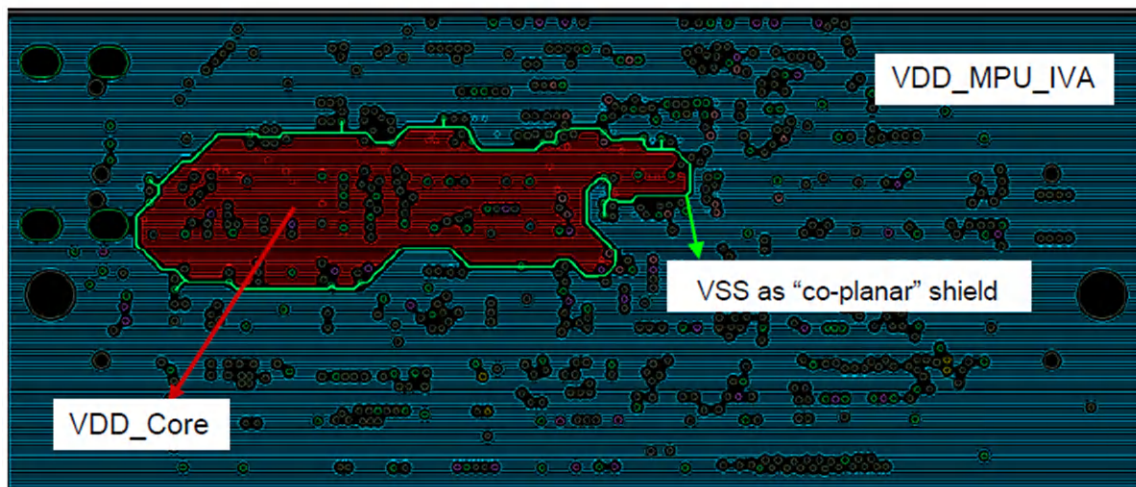 VDD_MPU_IVA
VSS as “co-planar” shield
VDD_Core